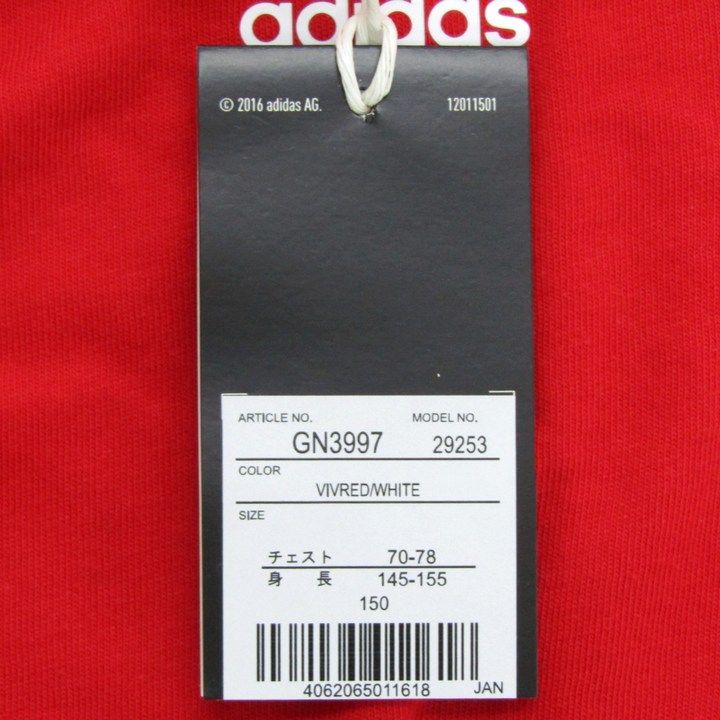 adidas
© 2016 adidas AG. 12011501
ARTICLE NO. MODEL NO.
GN3997 29253
COLOR
VIVRED/WHITE
SIZE
チェスト 70-78
身長 145-155
150
4062065011618 JAN